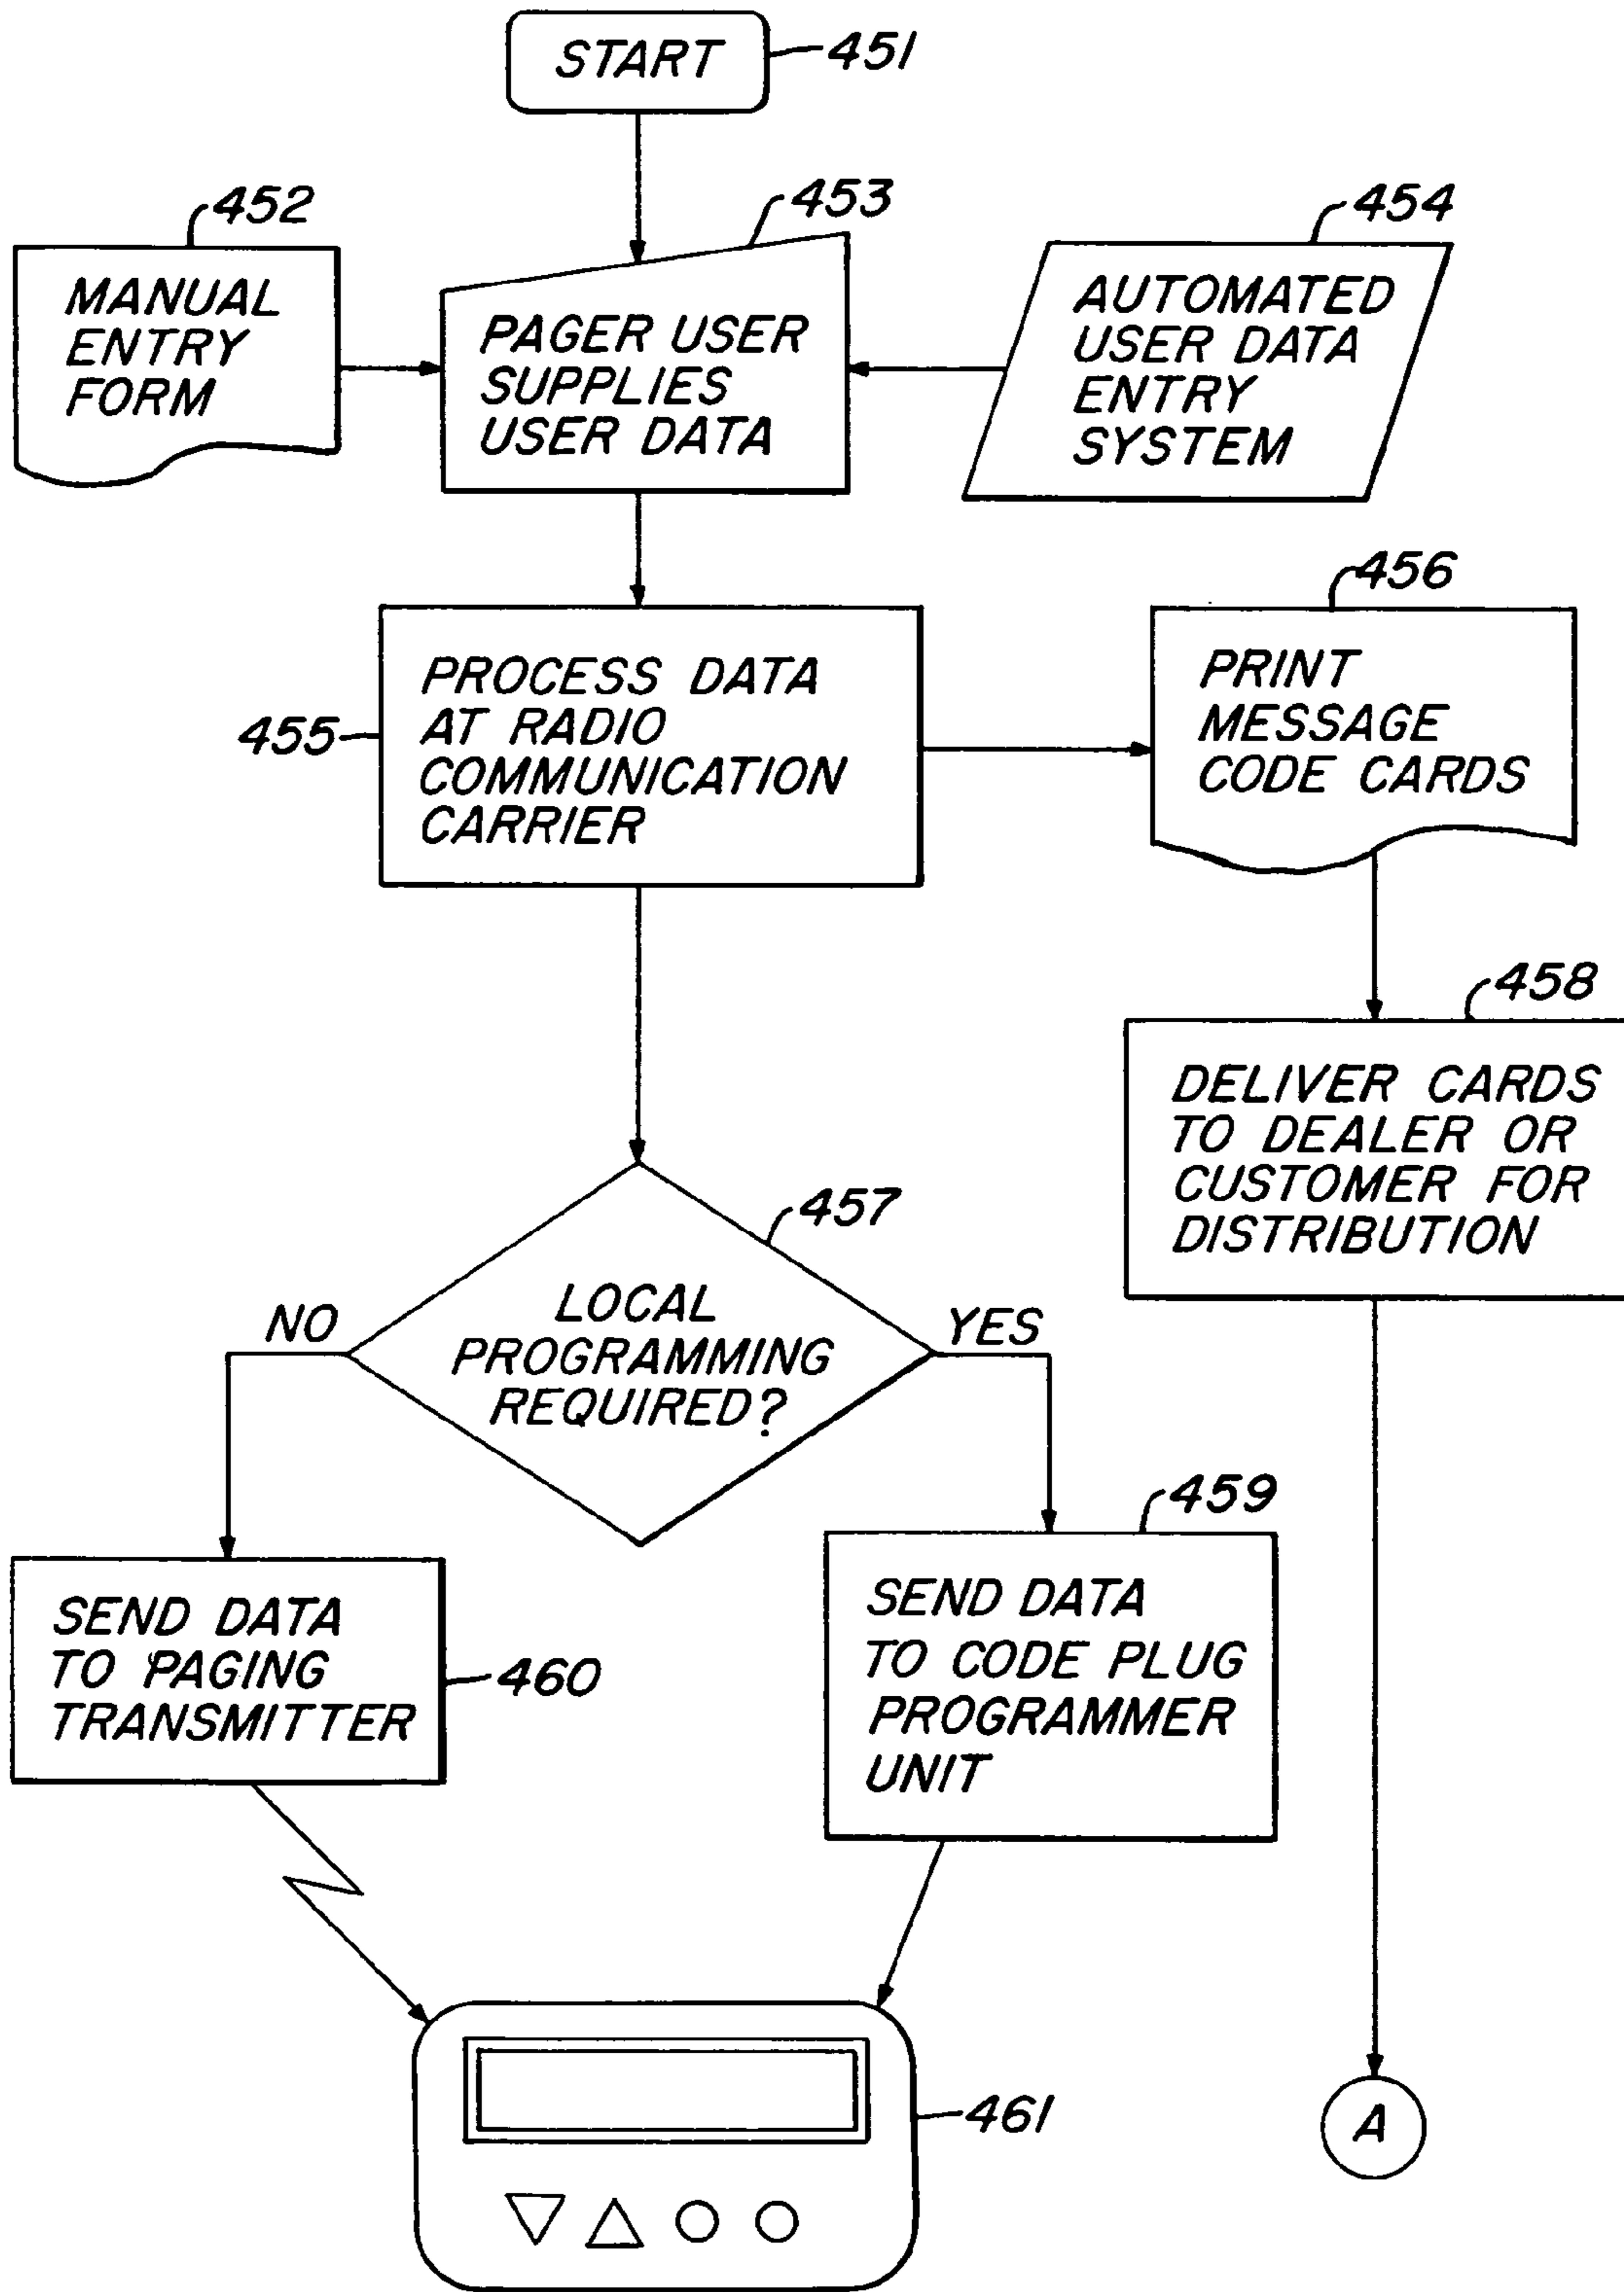 START
451
452
453
454
MANUAL
ENTRY
FORM
PAGER USER
SUPPLIES
USER DATA
AUTOMATED
USER DATA
ENTRY
SYSTEM
456
455
PROCESS DATA
AT RADIO
COMMUNICATION
CARRIER
PRINT
MESSAGE
CODE CARDS
458
DELIVER CARDS
TO DEALER OR
CUSTOMER FOR
DISTRIBUTION
457
LOCAL
PROGRAMMING
REQUIRED?
NO
YES
459
SEND DATA
TO PAGING
TRANSMITTER
460
SEND DATA
TO CODE PLUG
PROGRAMMER
UNIT
461
A